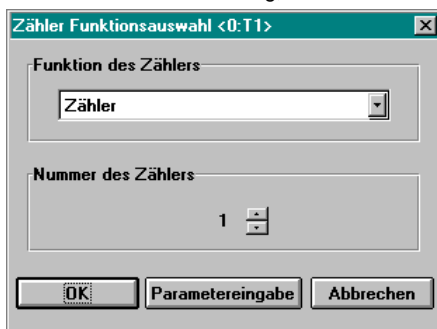 Zähler Funktionsauswahl <0:T1>
Funktion des Zählers
Zähler
Nummer des Zählers
1
OK Parametereingabe Abbrechen